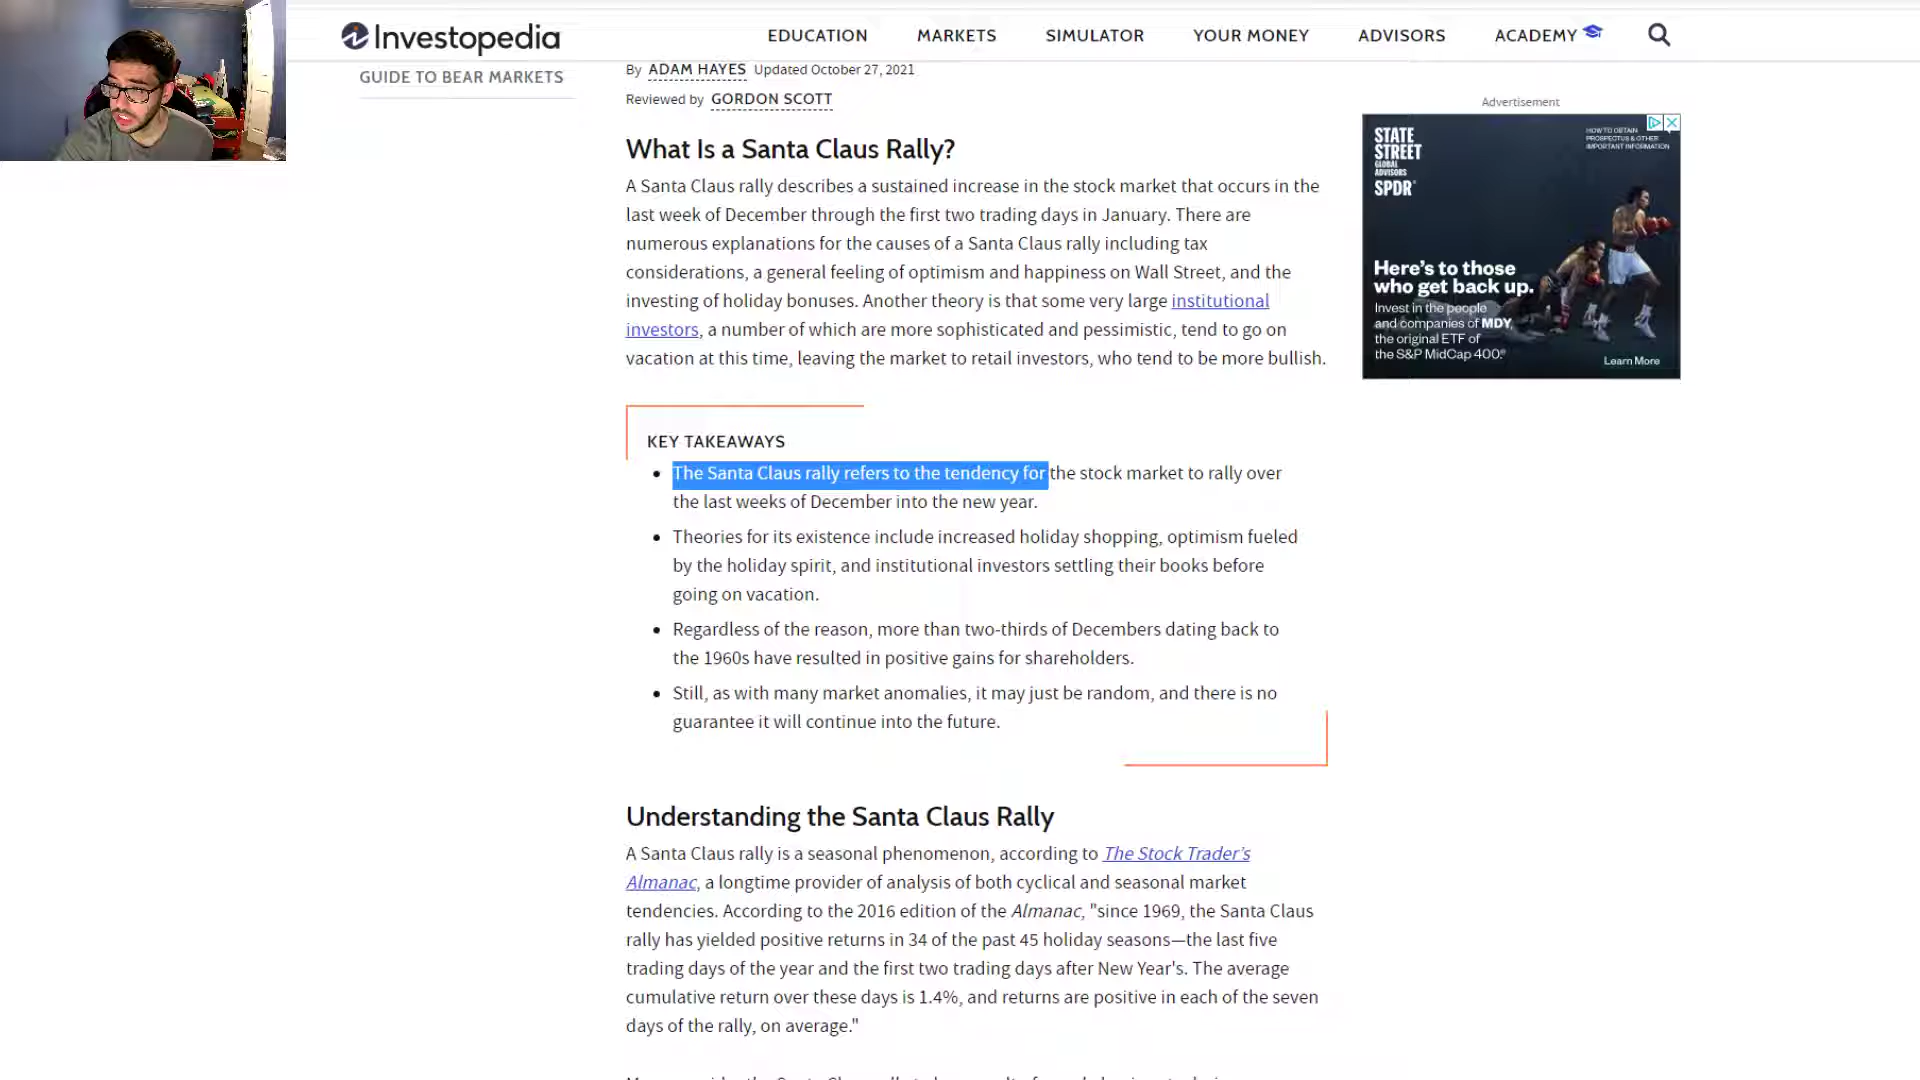 Investopedia
EDUCATION
MARKETS
SIMULATOR
YOUR MONEY
ADVISORS
ACADEMY
GUIDE TO BEAR MARKETS
By ADAM HAYES Updated October 27, 2021
Reviewed by GORDON SCOTT
What Is a Santa Claus Rally?
A Santa Claus rally describes a sustained increase in the stock market that occurs in the
last week of December through the first two trading days in January. There are
numerous explanations for the causes of a Santa Claus rally including tax
considerations, a general feeling of optimism and happiness on Wall Street, and the
investing of holiday bonuses. Another theory is that some very large institutional
investors, a number of which are more sophisticated and pessimistic, tend to go on
vacation at this time, leaving the market to retail investors, who tend to be more bullish.
KEY TAKEAWAYS
• The Santa Claus rally refers to the tendency for the stock market to rally over
the last weeks of December into the new year.
• Theories for its existence include increased holiday shopping, optimism fueled
by the holiday spirit, and institutional investors settling their books before
going on vacation.
• Regardless of the reason, more than two-thirds of Decembers dating back to
the 1960s have resulted in positive gains for shareholders.
• Still, as with many market anomalies, it may just be random, and there is no
guarantee it will continue into the future.
Understanding the Santa Claus Rally
A Santa Claus rally is a seasonal phenomenon, according to The Stock Trader's
Almanac, a longtime provider of analysis of both cyclical and seasonal market
tendencies. According to the 2016 edition of the Almanac, "since 1969, the Santa Claus
rally has yielded positive returns in 34 of the past 45 holiday seasons—the last five
trading days of the year and the first two trading days after New Year's. The average
cumulative return over these days is 1.4%, and returns are positive in each of the seven
days of the rally, on average."
Advertisement
STATE
STREET
GLOBAL
ADVISORS
SPDR®
HOW TO OBTAIN
PROSPECTUS & OTHER
IMPORTANT INFORMATION
Here's to those
who get back up.
Invest in the people
and companies of MDY,
the original ETF of
the S&P MidCap 400.®
Learn More